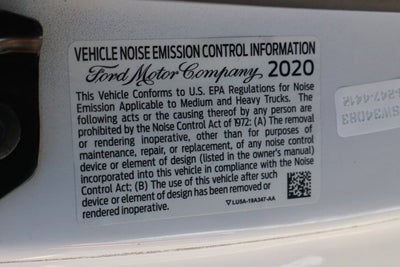 VEHICLE NOISE EMISSION CONTROL INFORMATION
Ford Motor Company 2020
This Vehicle Conforms to U.S. EPA Regulations for Noise
Emission Applicable to Medium and Heavy Trucks. The
following acts or the causing thereof by any person are
prohibited by the Noise Control Act of 1972: (A) The removal
or rendering inoperative, other than for purposes of
maintenance, repair, or replacement, of any noise control
device or element of design (listed in the owner's manual)
incorporated into this vehicle in compliance with the Noise
Control Act; (B) The use of this vehicle after such
device or element of design has been removed or
rendered inoperative.
LU5A-19A347-AA
-247-4412